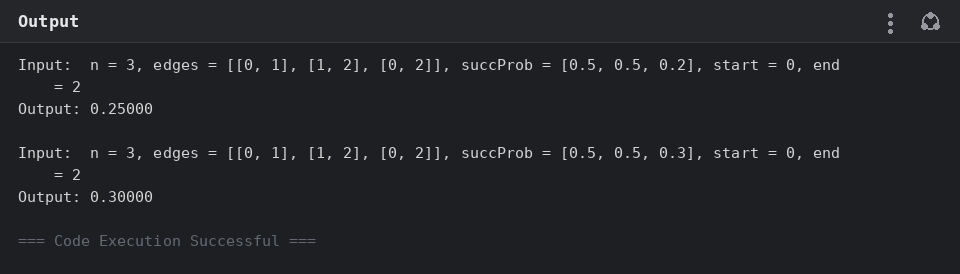 Output
Input:  n = 3, edges = [[0, 1], [1, 2], [0, 2]], succProb = [0.5, 0.5, 0.2], start = 0, end
    = 2
Output: 0.25000
Input:  n = 3, edges = [[0, 1], [1, 2], [0, 2]], succProb = [0.5, 0.5, 0.3], start = 0, end
    = 2
Output: 0.30000
=== Code Execution Successful ===